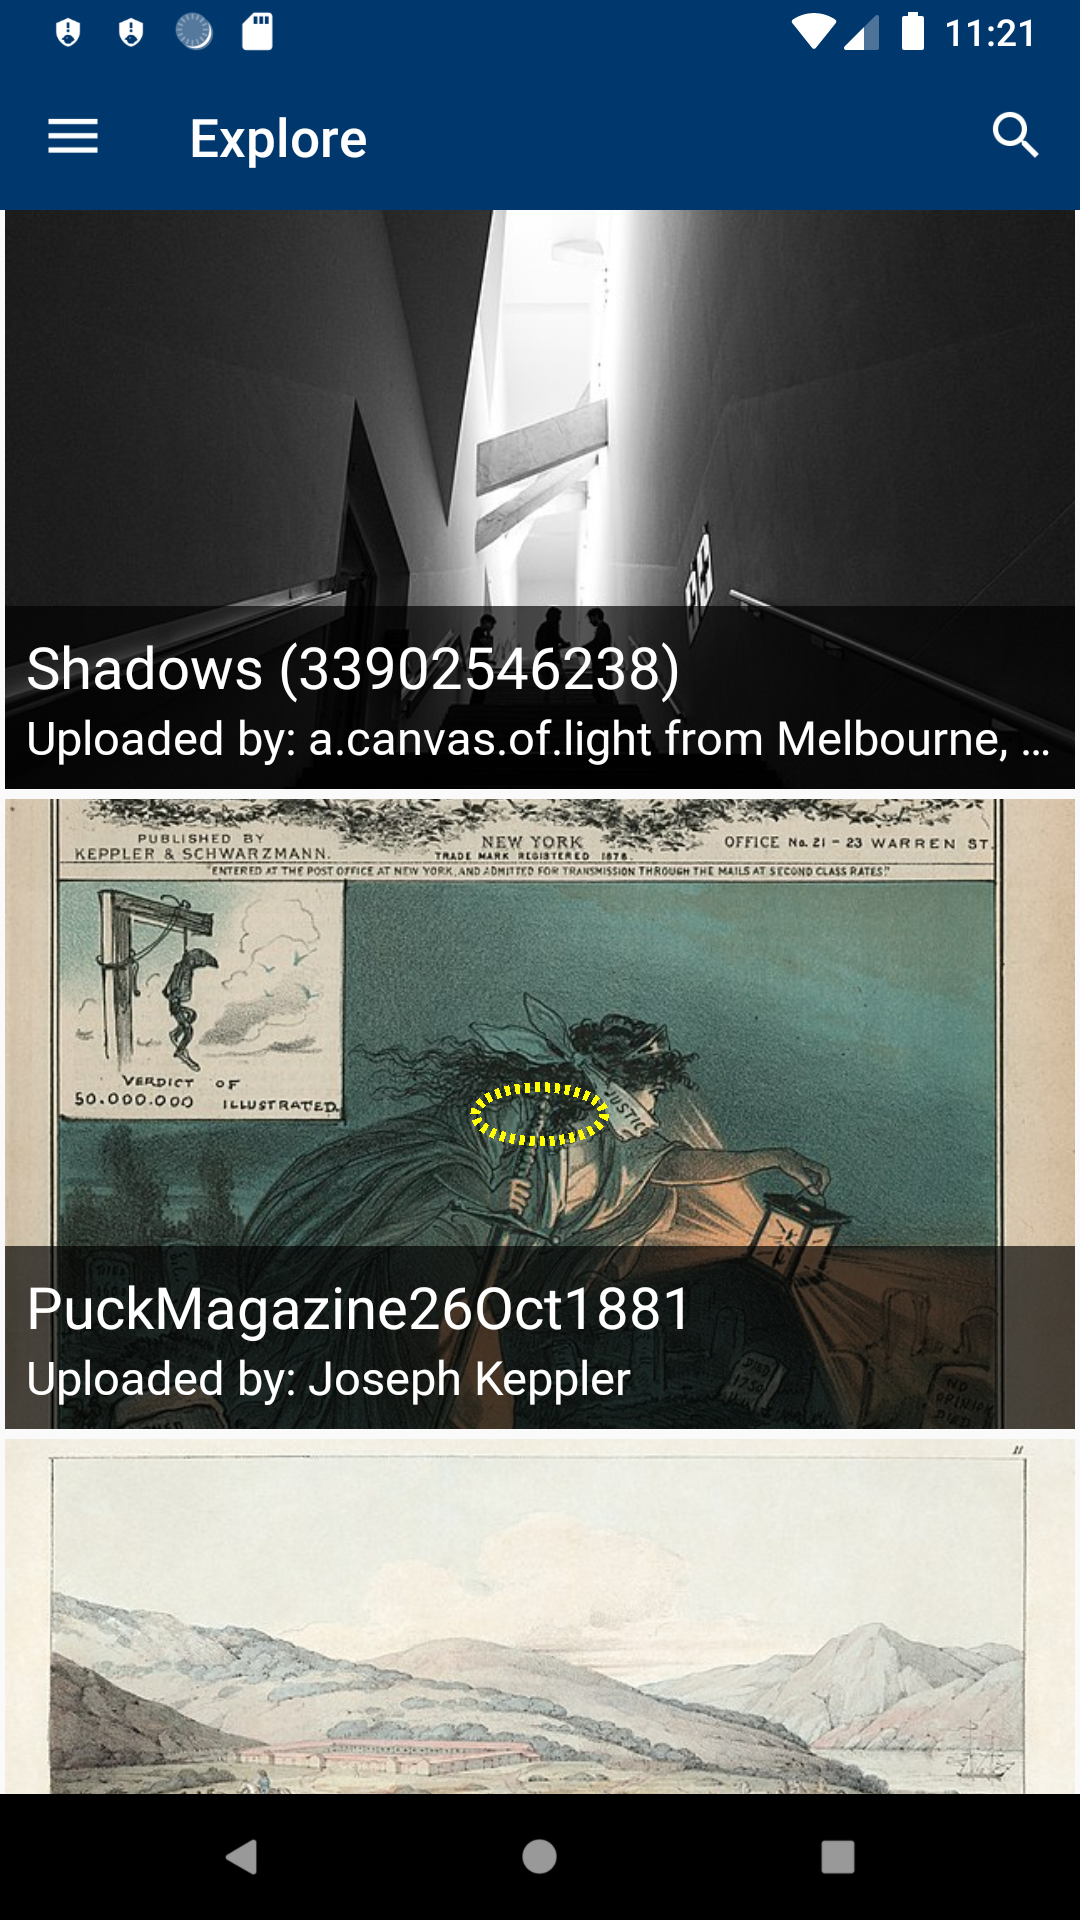 11:21
Explore
Shadows (33902546238)
Uploaded by: a.canvas.of.light from Melbourne, …
PUBLISHED BY
KEPPLER & SCHWARZMANN.
NEW YORK
TRADE MARK REGISTERED 1878.
OFFICE No. 21 - 23 WARREN ST.
"ENTERED AT THE POST OFFICE AT NEW YORK, AND ADMITTED FOR TRANSMISSION THROUGH THE MAILS AT SECOND CLASS RATES."
VERDICT OF
50.000.000 ILLUSTRATED.
JUSTIC
PuckMagazine26Oct1881
Uploaded by: Joseph Keppler
DIED
1750
NO
OPINION
DIED
11